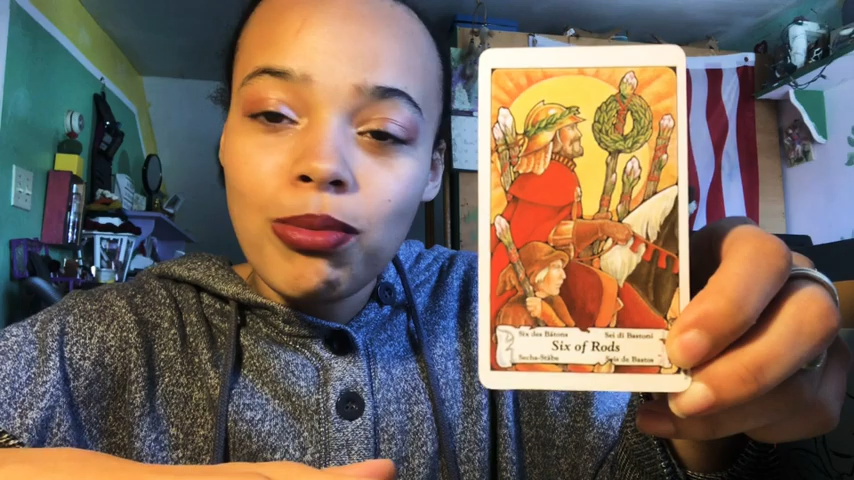 Six des Bâtons Sei di Bastoni
Six of Rods
Sechs-Stäbe Seis de Bastos